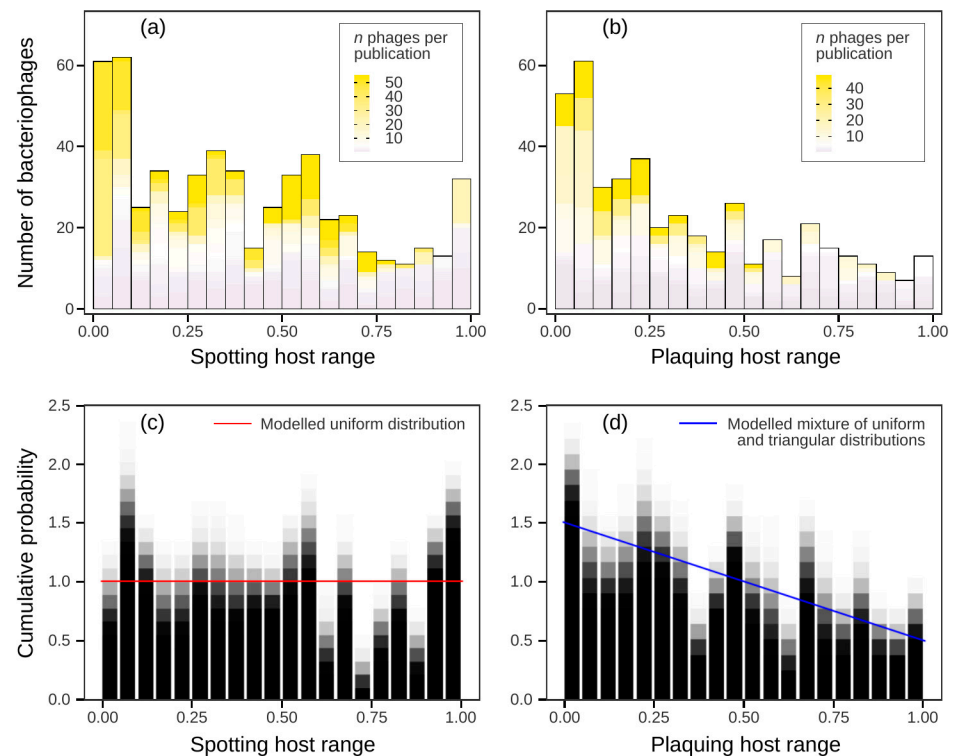 (a)
n phages per
publication
50
40
30
20
10
Number of bacteriophages
60
40
20
0
0.00 0.25 0.50 0.75 1.00
Spotting host range
(b)
n phages per
publication
40
30
20
10
60
40
20
0
0.00 0.25 0.50 0.75 1.00
Plaquing host range
(c)
Modelled uniform distribution
Cumulative probability
2.5
2.0
1.5
1.0
0.5
0.0
0.00 0.25 0.50 0.75 1.00
Spotting host range
(d)
Modelled mixture of uniform
and triangular distributions
2.5
2.0
1.5
1.0
0.5
0.0
0.00 0.25 0.50 0.75 1.00
Plaquing host range